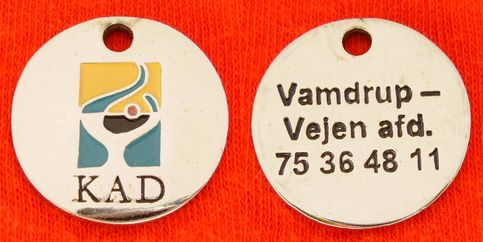 KAD
Vamdrup –
Vejen afd.
75 36 48 11